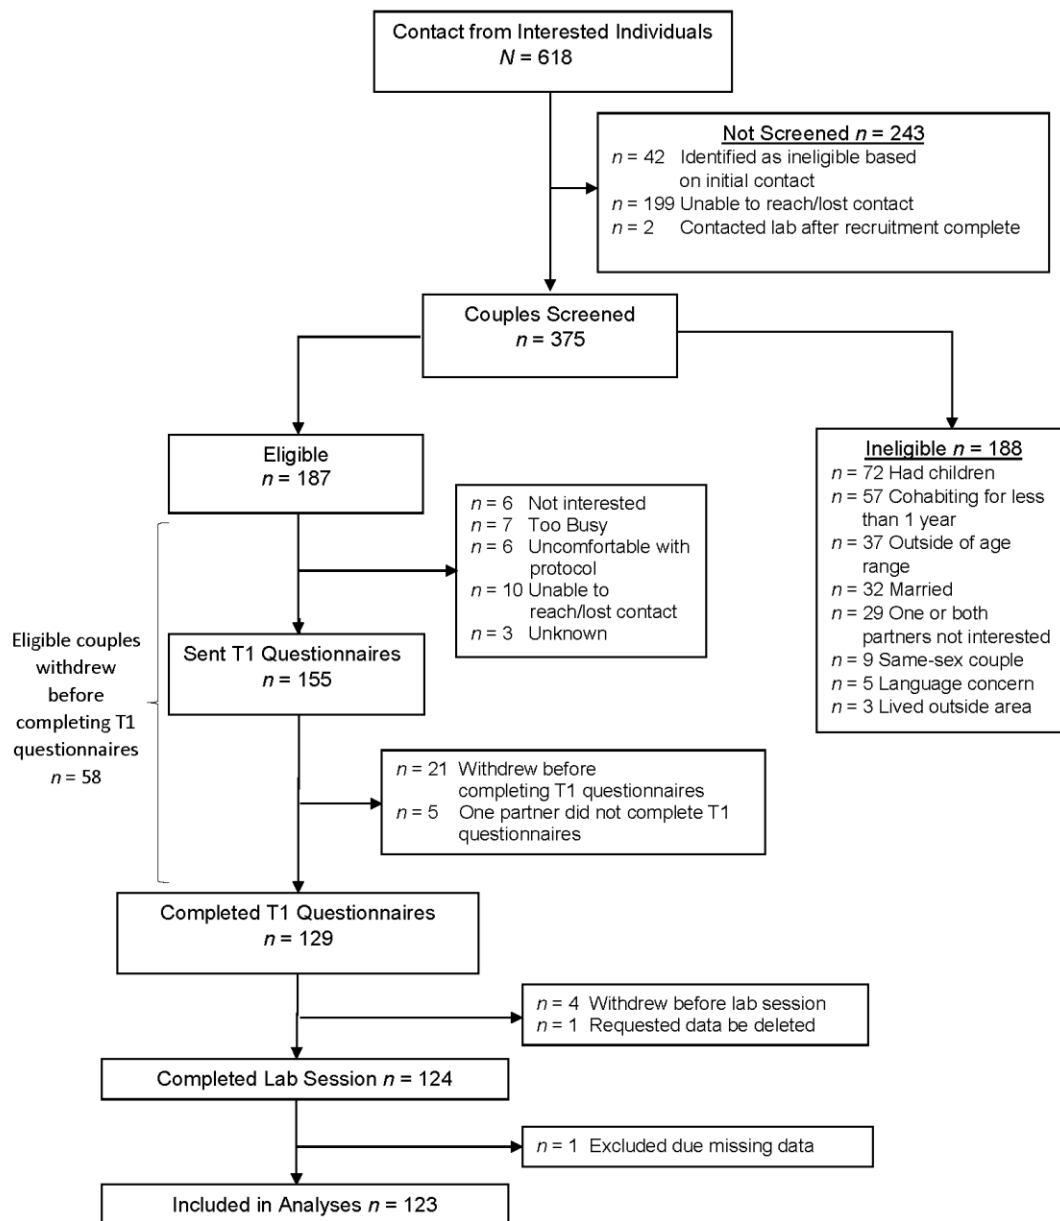 Contact from Interested Individuals
N = 618
Not Screened n = 243
n = 42 Identified as ineligible based
on initial contact
n = 199 Unable to reach/lost contact
n = 2 Contacted lab after recruitment complete
Couples Screened
n = 375
Eligible
n = 187
Ineligible n = 188
n = 72 Had children
n = 57 Cohabiting for less
than 1 year
n = 37 Outside of age
range
n = 32 Married
n = 29 One or both
partners not interested
n = 9 Same-sex couple
n = 5 Language concern
n = 3 Lived outside area
n = 6 Not interested
n = 7 Too Busy
n = 6 Uncomfortable with
protocol
n = 10 Unable to
reach/lost contact
n = 3 Unknown
Eligible couples
withdrew
before
completing T1
questionnaires
n = 58
Sent T1 Questionnaires
n = 155
n = 21 Withdrew before
completing T1 questionnaires
n = 5 One partner did not complete T1
questionnaires
Completed T1 Questionnaires
n = 129
n = 4 Withdrew before lab session
n = 1 Requested data be deleted
Completed Lab Session n = 124
n = 1 Excluded due missing data
Included in Analyses n = 123